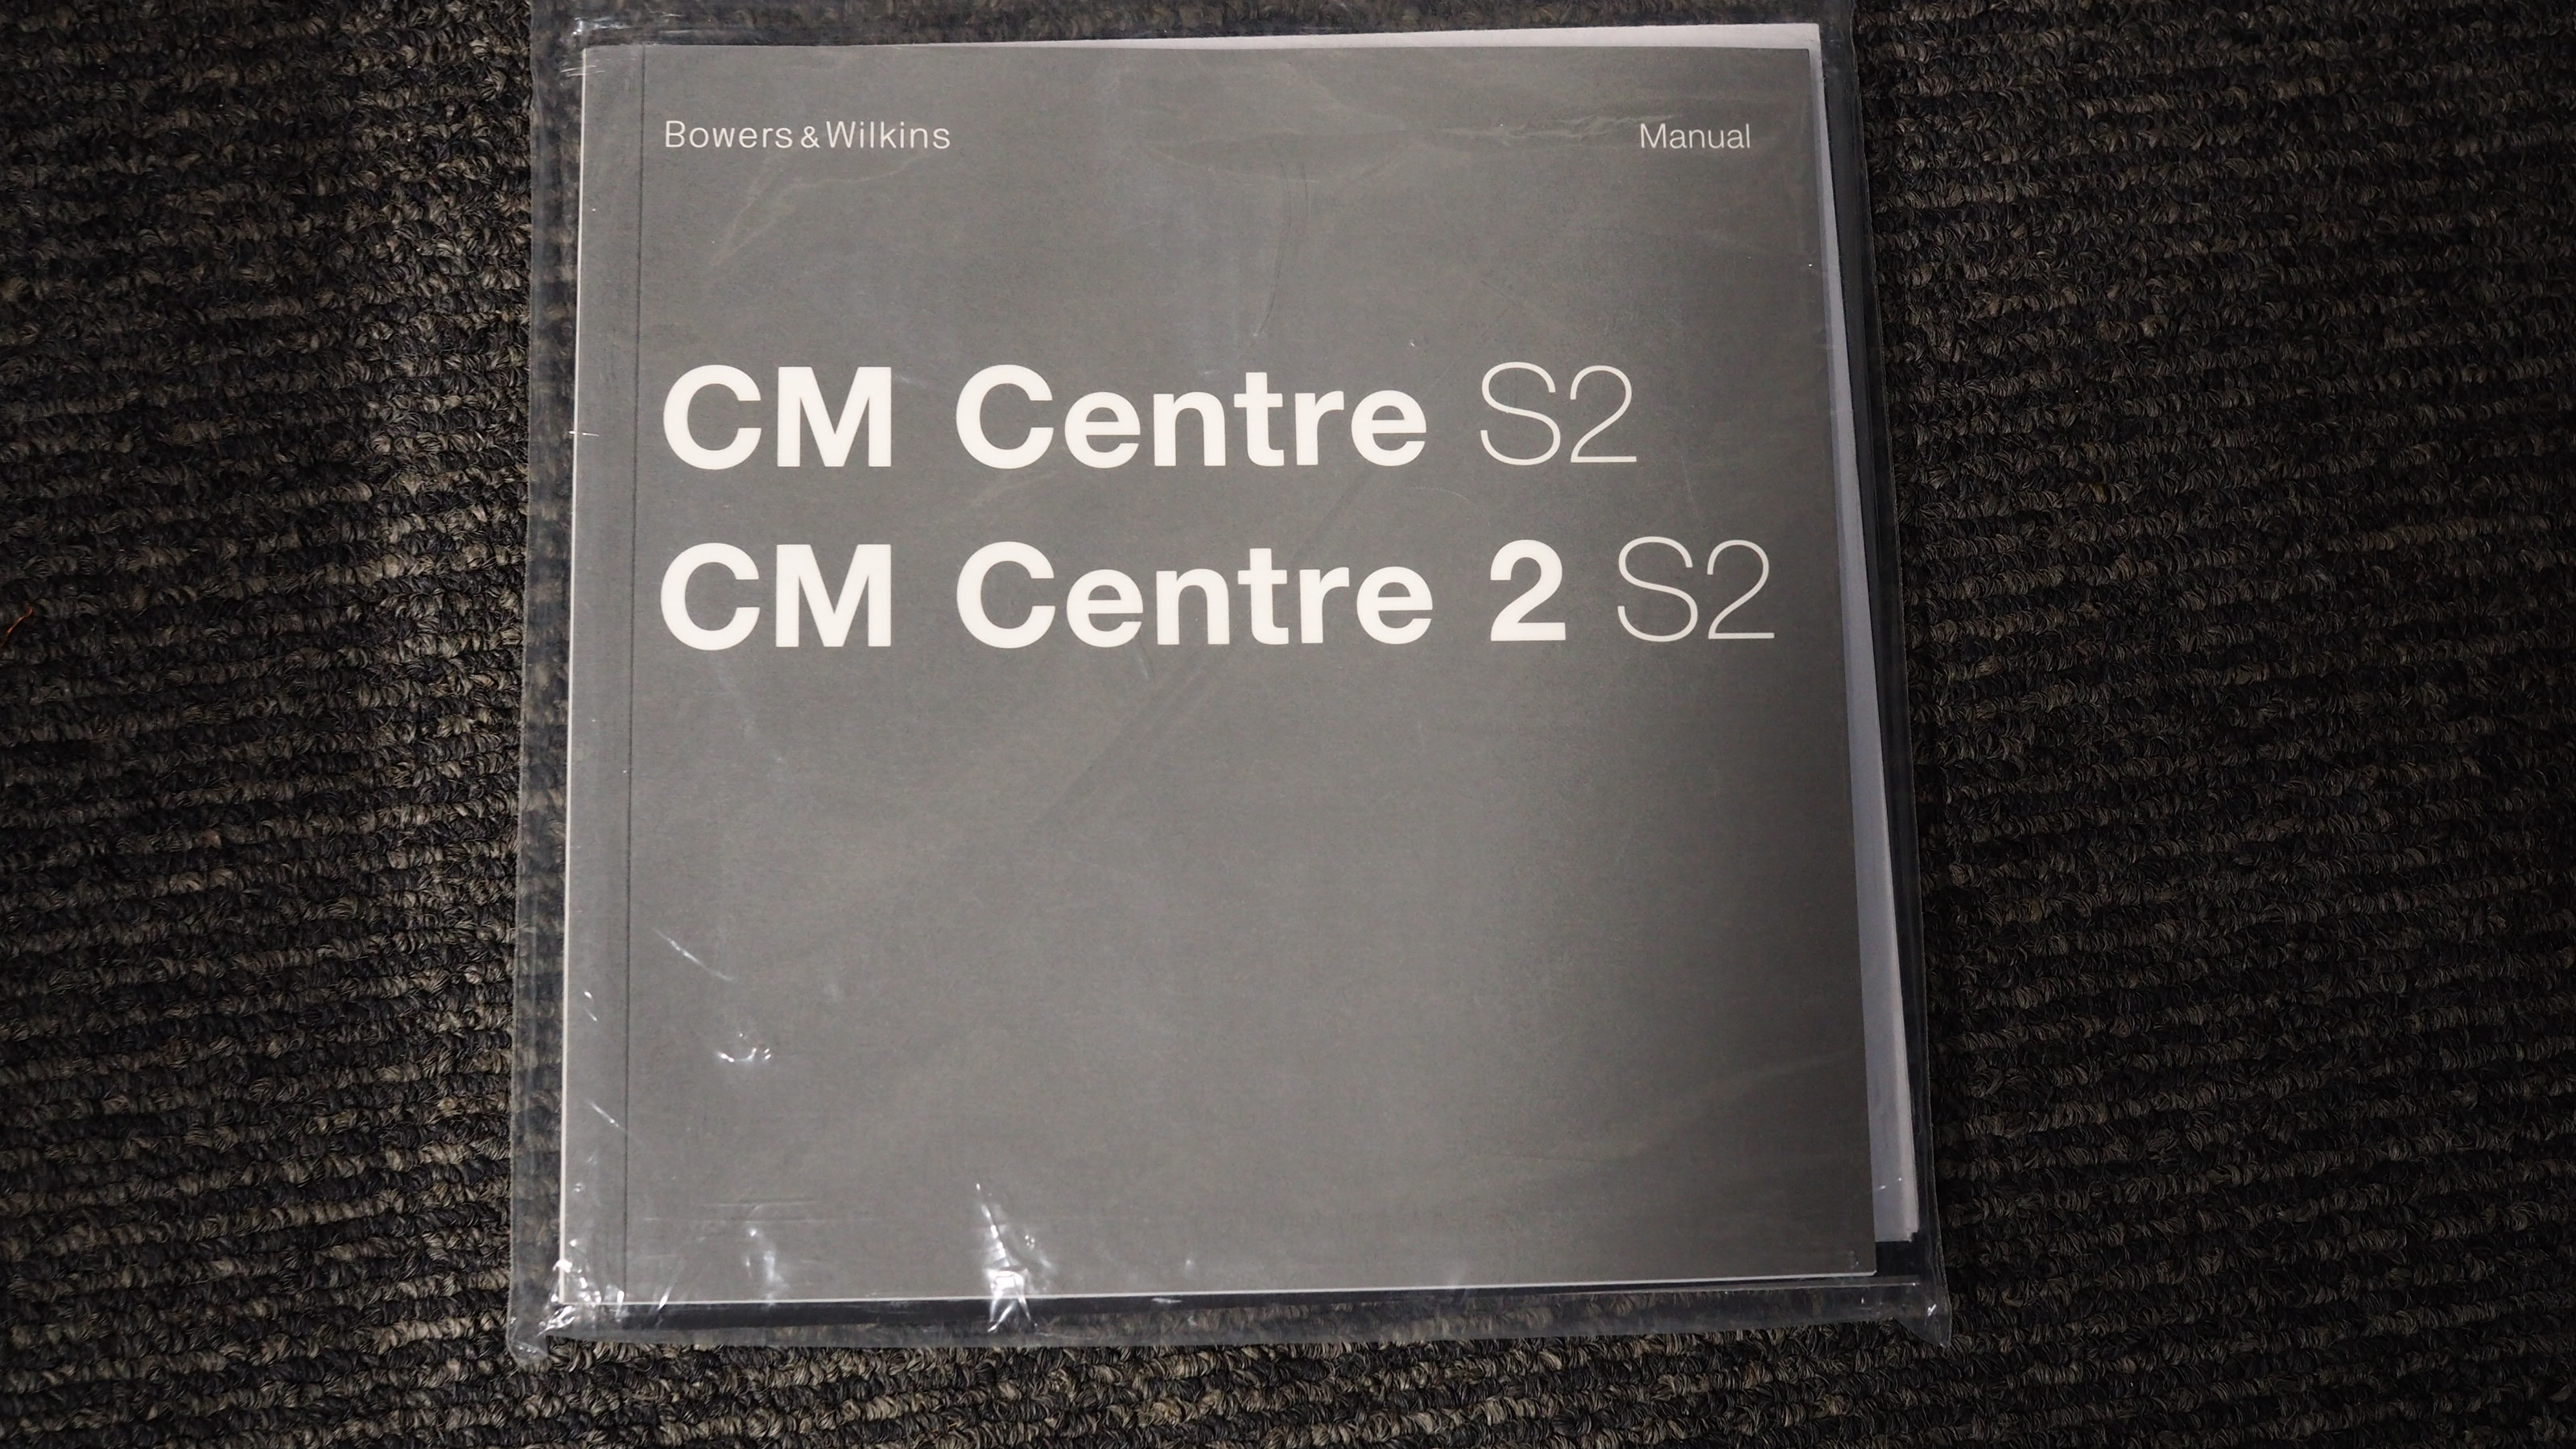 Bowers & Wilkins Manual
CM Centre S2
CM Centre 2 S2